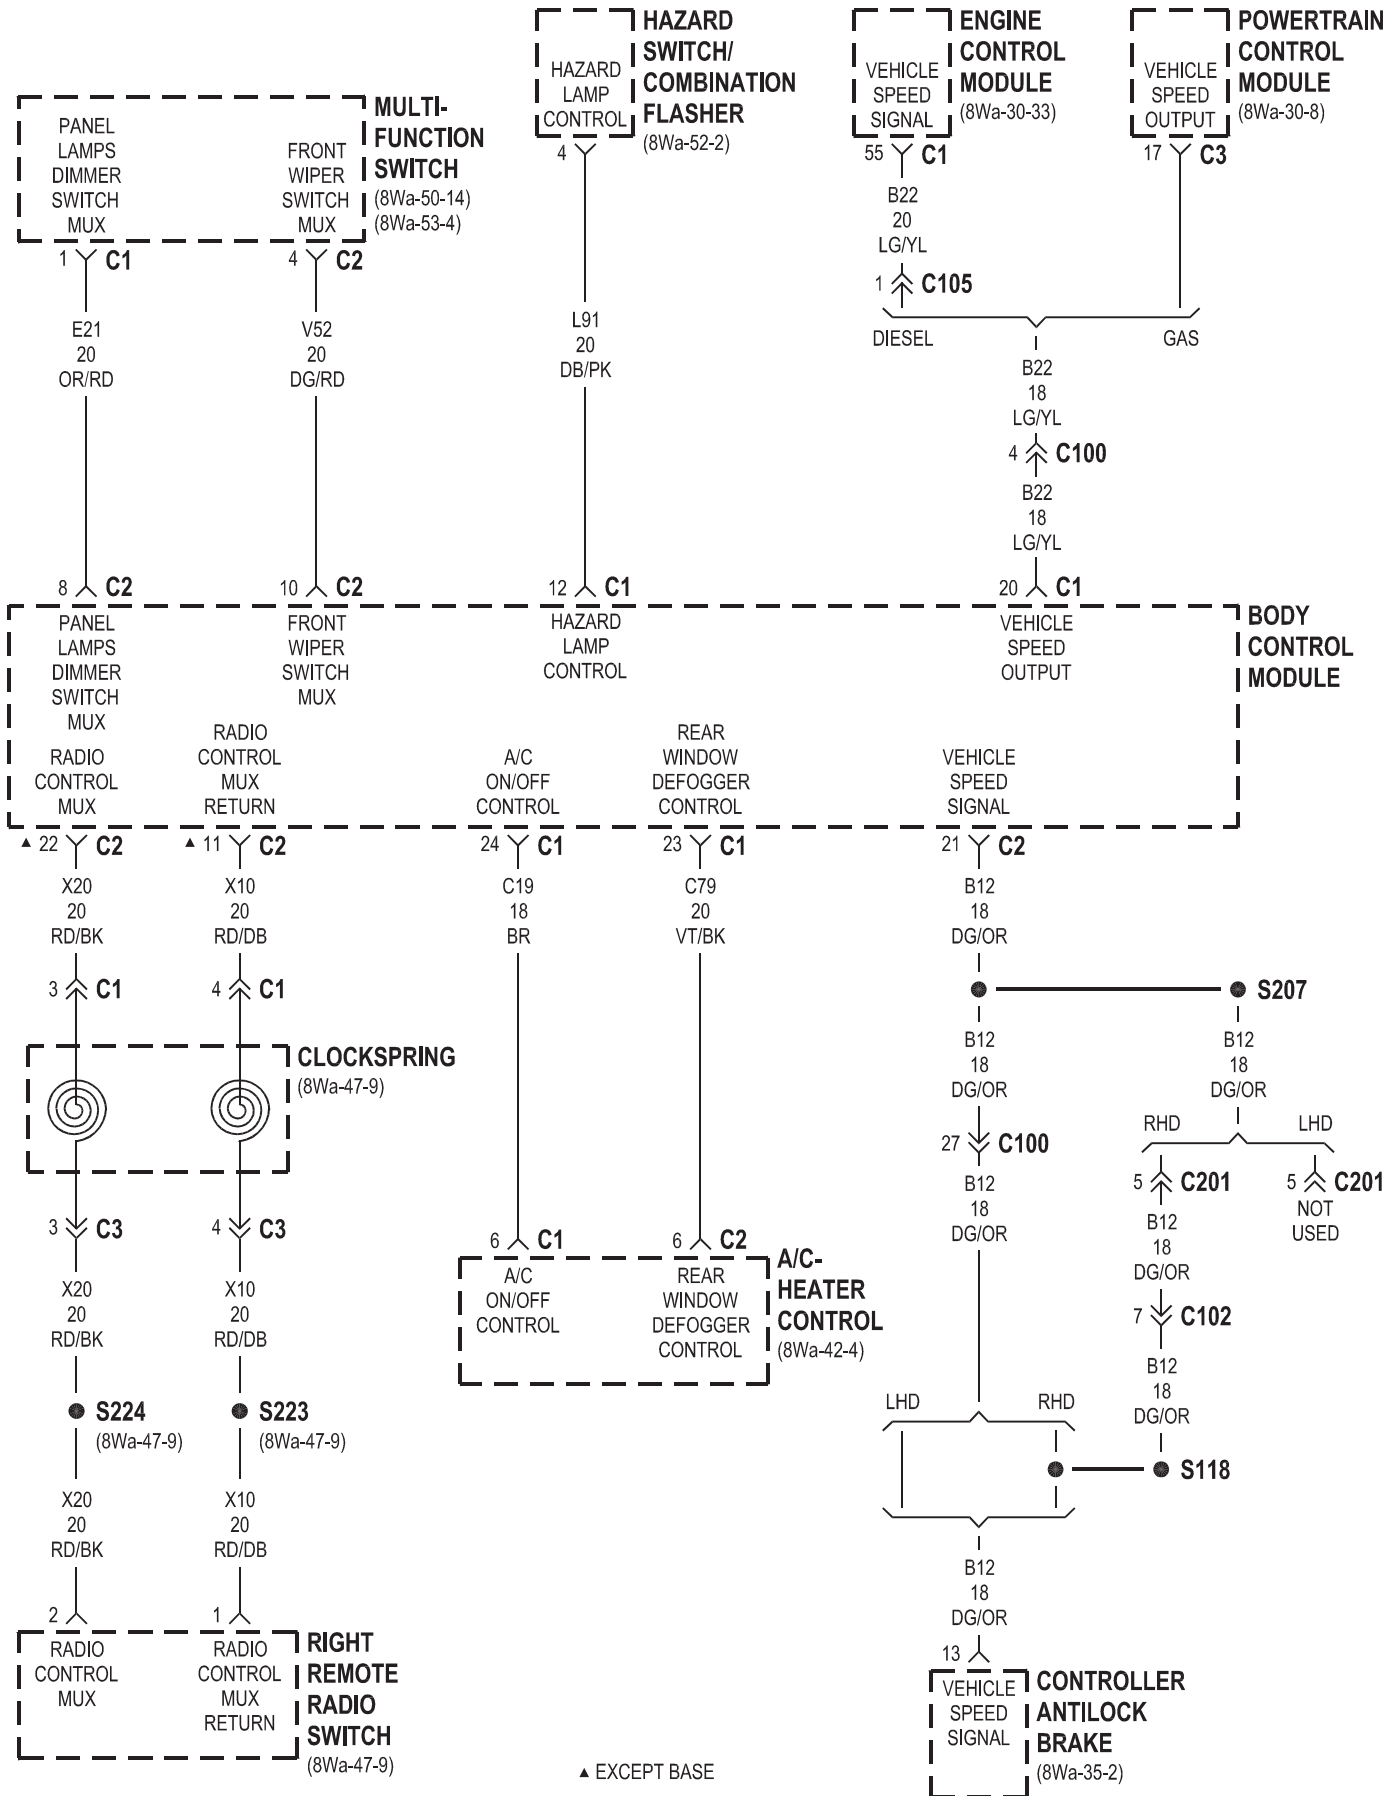 HAZARD
SWITCH/
COMBINATION
FLASHER
(8Wa-52-2)
HAZARD
LAMP
CONTROL
ENGINE
CONTROL
MODULE
(8Wa-30-33)
VEHICLE
SPEED
SIGNAL
POWERTRAIN
CONTROL
MODULE
(8Wa-30-8)
VEHICLE
SPEED
OUTPUT
MULTI-
FUNCTION
SWITCH
(8Wa-50-14)
(8Wa-53-4)
PANEL
LAMPS
DIMMER
SWITCH
MUX
FRONT
WIPER
SWITCH
MUX
1 C1
4 C2
4
55 C1
17 C3
B22
20
LG/YL
1 C105
DIESEL
GAS
E21
20
OR/RD
V52
20
DG/RD
L91
20
DB/PK
B22
18
LG/YL
4 C100
B22
18
LG/YL
8 C2
10 C2
12 C1
20 C1
BODY
CONTROL
MODULE
PANEL
LAMPS
DIMMER
SWITCH
MUX
FRONT
WIPER
SWITCH
MUX
HAZARD
LAMP
CONTROL
VEHICLE
SPEED
OUTPUT
RADIO
CONTROL
MUX
RADIO
CONTROL
MUX
RETURN
A/C
ON/OFF
CONTROL
REAR
WINDOW
DEFOGGER
CONTROL
VEHICLE
SPEED
SIGNAL
▲ 22 C2
▲ 11 C2
24 C1
23 C1
21 C2
X20
20
RD/BK
X10
20
RD/DB
C19
18
BR
C79
20
VT/BK
B12
18
DG/OR
3 C1
4 C1
S207
CLOCKSPRING
(8Wa-47-9)
B12
18
DG/OR
B12
18
DG/OR
27 C100
RHD
LHD
5 C201
5 C201
NOT
USED
B12
18
DG/OR
B12
18
DG/OR
3 C3
4 C3
6 C1
6 C2
A/C-
HEATER
CONTROL
(8Wa-42-4)
A/C
ON/OFF
CONTROL
REAR
WINDOW
DEFOGGER
CONTROL
7 C102
B12
18
DG/OR
X20
20
RD/BK
X10
20
RD/DB
S224
(8Wa-47-9)
S223
(8Wa-47-9)
LHD
RHD
S118
X20
20
RD/BK
X10
20
RD/DB
B12
18
DG/OR
2
1
13
RIGHT
REMOTE
RADIO
SWITCH
(8Wa-47-9)
RADIO
CONTROL
MUX
RADIO
CONTROL
MUX
RETURN
VEHICLE
SPEED
SIGNAL
CONTROLLER
ANTILOCK
BRAKE
(8Wa-35-2)
▲ EXCEPT BASE